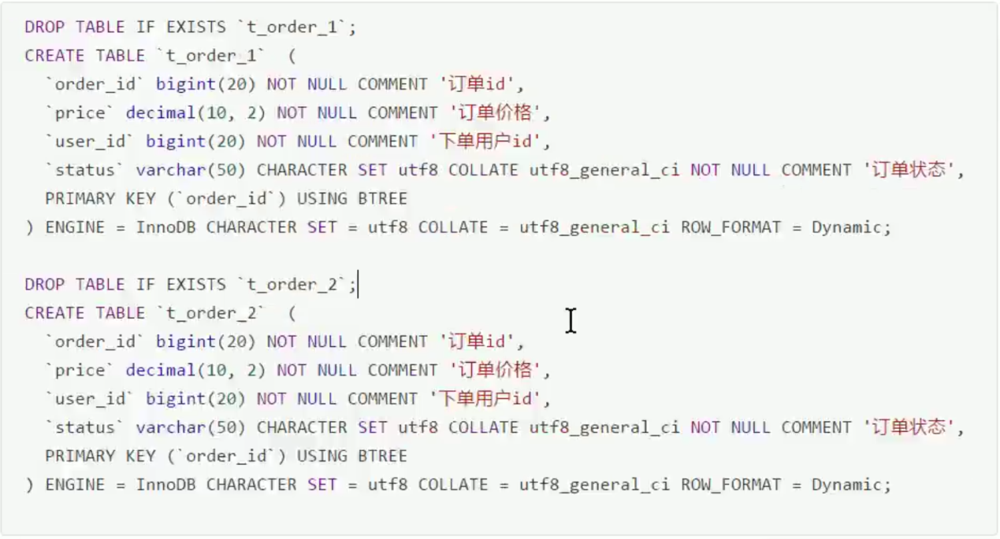 DROP TABLE IF EXISTS `t_order_1`;
CREATE TABLE `t_order_1`  (
  `order_id` bigint(20) NOT NULL COMMENT '订单id',
  `price` decimal(10, 2) NOT NULL COMMENT '订单价格',
  `user_id` bigint(20) NOT NULL COMMENT '下单用户id',
  `status` varchar(50) CHARACTER SET utf8 COLLATE utf8_general_ci NOT NULL COMMENT '订单状态',
  PRIMARY KEY (`order_id`) USING BTREE
) ENGINE = InnoDB CHARACTER SET = utf8 COLLATE = utf8_general_ci ROW_FORMAT = Dynamic;
DROP TABLE IF EXISTS `t_order_2`;
CREATE TABLE `t_order_2`  (
  `order_id` bigint(20) NOT NULL COMMENT '订单id',
  `price` decimal(10, 2) NOT NULL COMMENT '订单价格',
  `user_id` bigint(20) NOT NULL COMMENT '下单用户id',
  `status` varchar(50) CHARACTER SET utf8 COLLATE utf8_general_ci NOT NULL COMMENT '订单状态',
  PRIMARY KEY (`order_id`) USING BTREE
) ENGINE = InnoDB CHARACTER SET = utf8 COLLATE = utf8_general_ci ROW_FORMAT = Dynamic;